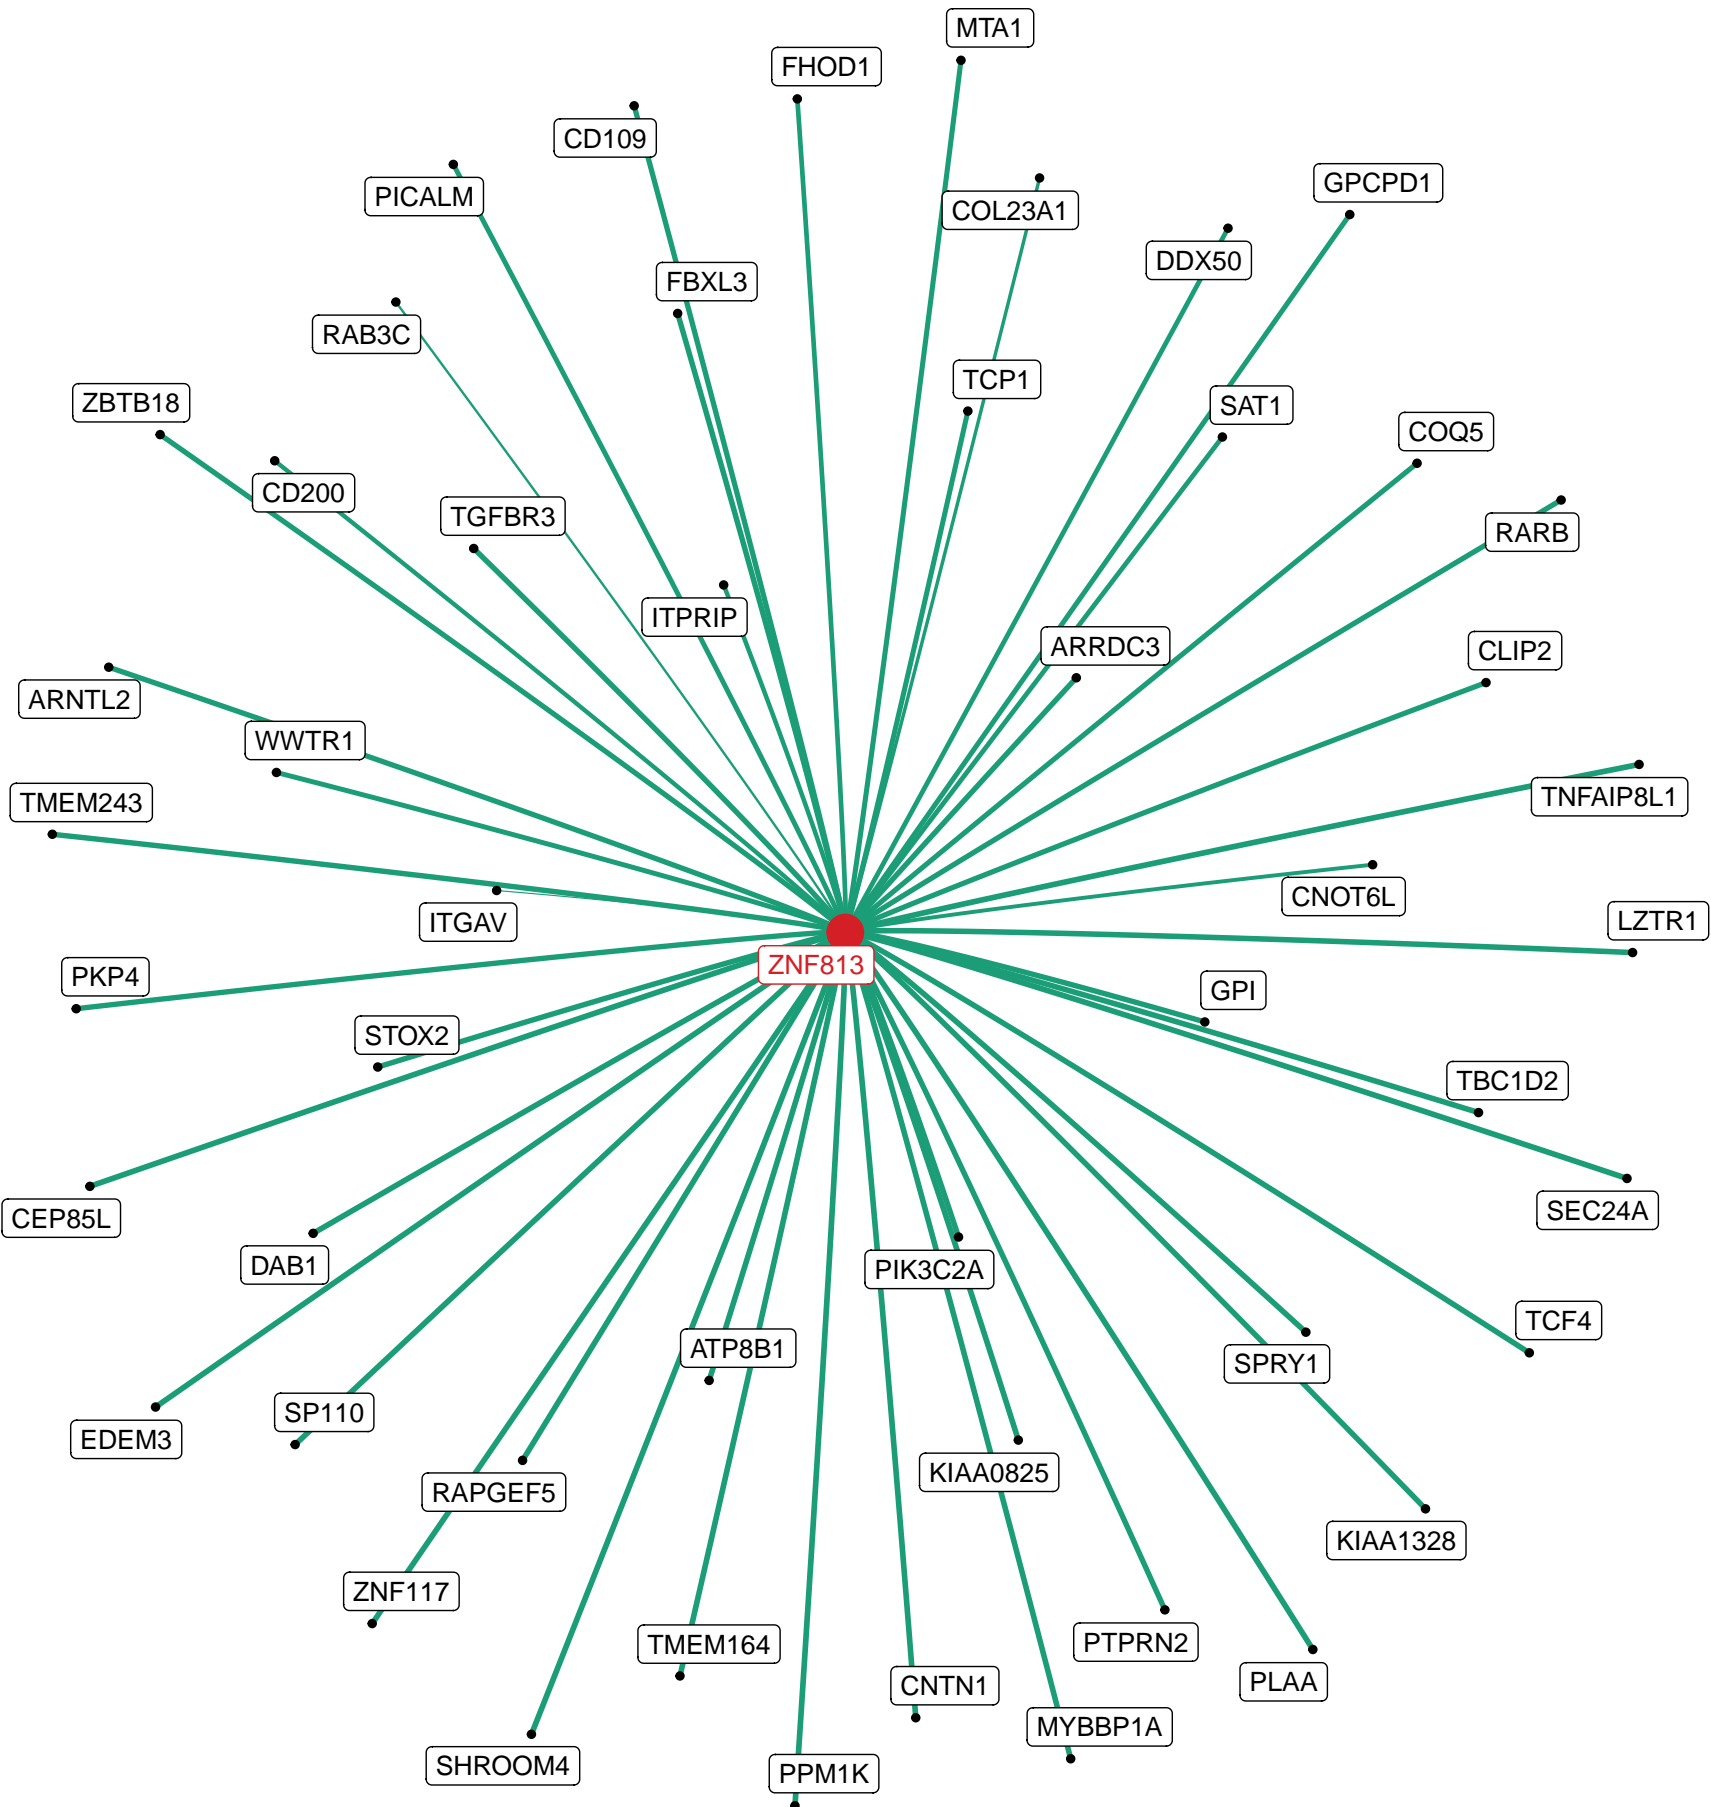 MTA1
FHOD1
CD109
PICALM
GPCPD1
COL23A1
DDX50
FBXL3
RAB3C
TCP1
ZBTB18
SAT1
COQ5
CD200
TGFBR3
RARB
ITPRIP
ARRDC3
CLIP2
ARNTL2
WWTR1
TMEM243
TNFAIP8L1
CNOT6L
ITGAV
LZTR1
ZNF813
PKP4
GPI
STOX2
TBC1D2
SEC24A
CEP85L
DAB1
PIK3C2A
TCF4
ATP8B1
SPRY1
SP110
EDEM3
KIAA0825
RAPGEF5
KIAA1328
ZNF117
PTPRN2
TMEM164
PLAA
CNTN1
MYBBP1A
SHROOM4
PPM1K